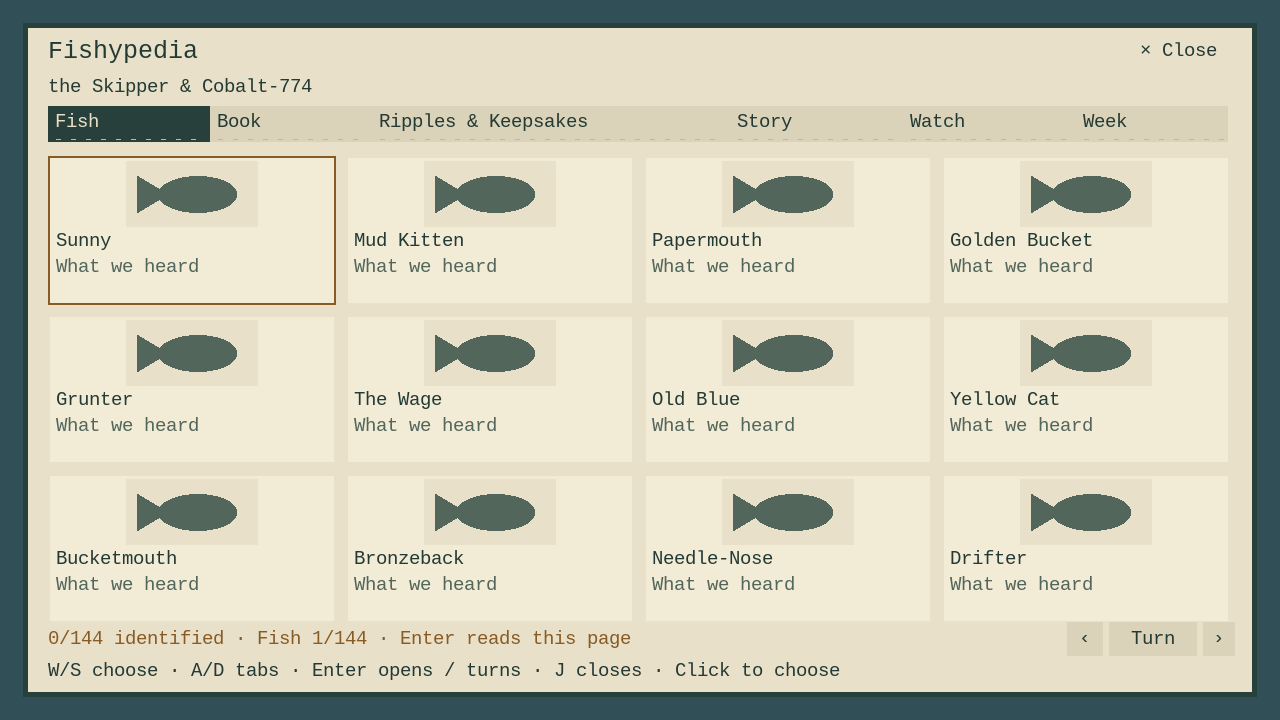 Fishypedia
× Close
the Skipper & Cobalt-774
Fish Book Ripples & Keepsakes Story Watch Week
Sunny Mud Kitten Papermouth Golden Bucket
What we heard What we heard What we heard What we heard
Grunter The Wage Old Blue Yellow Cat
What we heard What we heard What we heard What we heard
Bucketmouth Bronzeback Needle-Nose Drifter
What we heard What we heard What we heard What we heard
0/144 identified · Fish 1/144 · Enter reads this page
‹ Turn ›
W/S choose · A/D tabs · Enter opens / turns · J closes · Click to choose